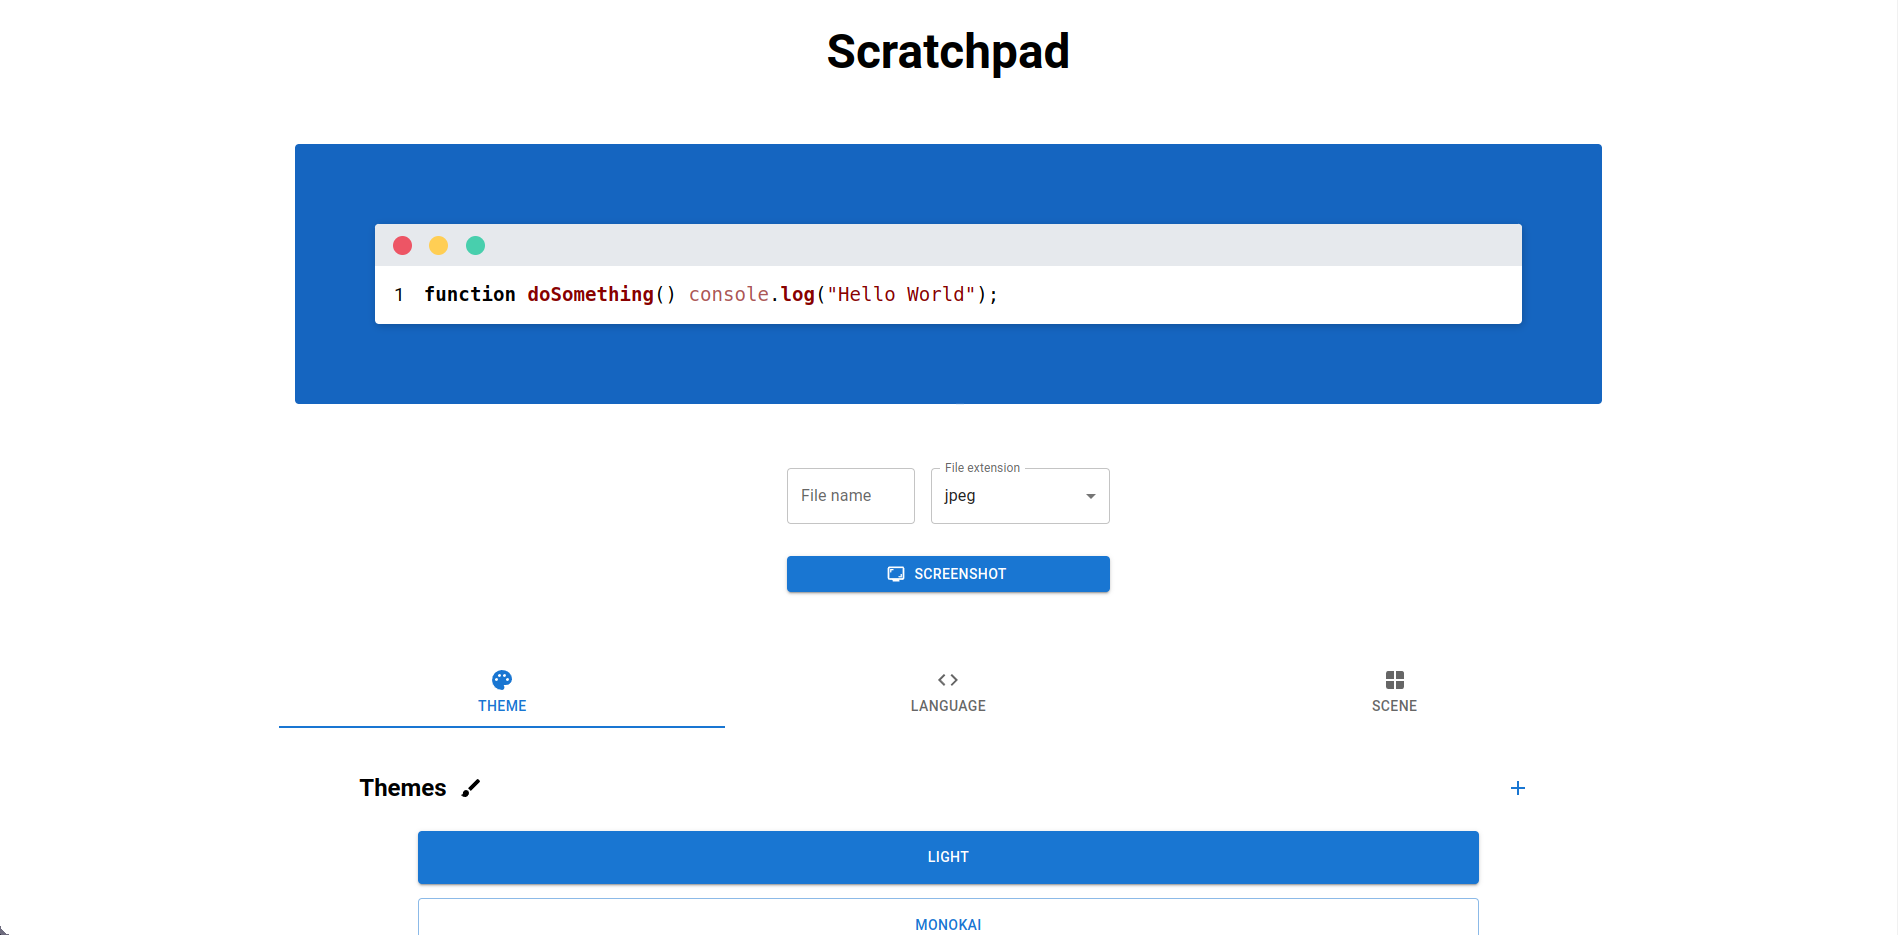 Scratchpad
1 function doSomething() console.log("Hello World");
File name
File extension
jpeg
SCREENSHOT
THEME
LANGUAGE
SCENE
Themes
LIGHT
MONOKAI